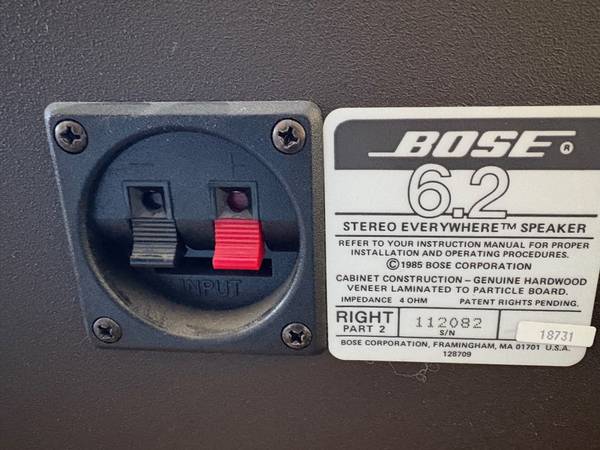 − +
INPUT
BOSE ®
6.2
STEREO EVERYWHERE™ SPEAKER
REFER TO YOUR INSTRUCTION MANUAL FOR PROPER
INSTALLATION AND OPERATING PROCEDURES.
©1985 BOSE CORPORATION
CABINET CONSTRUCTION – GENUINE HARDWOOD
VENEER LAMINATED TO PARTICLE BOARD.
IMPEDANCE 4 OHM PATENT RIGHTS PENDING.
RIGHT 112082
PART 2 S/N 18731
BOSE CORPORATION, FRAMINGHAM, MA 01701 U.S.A.
128709